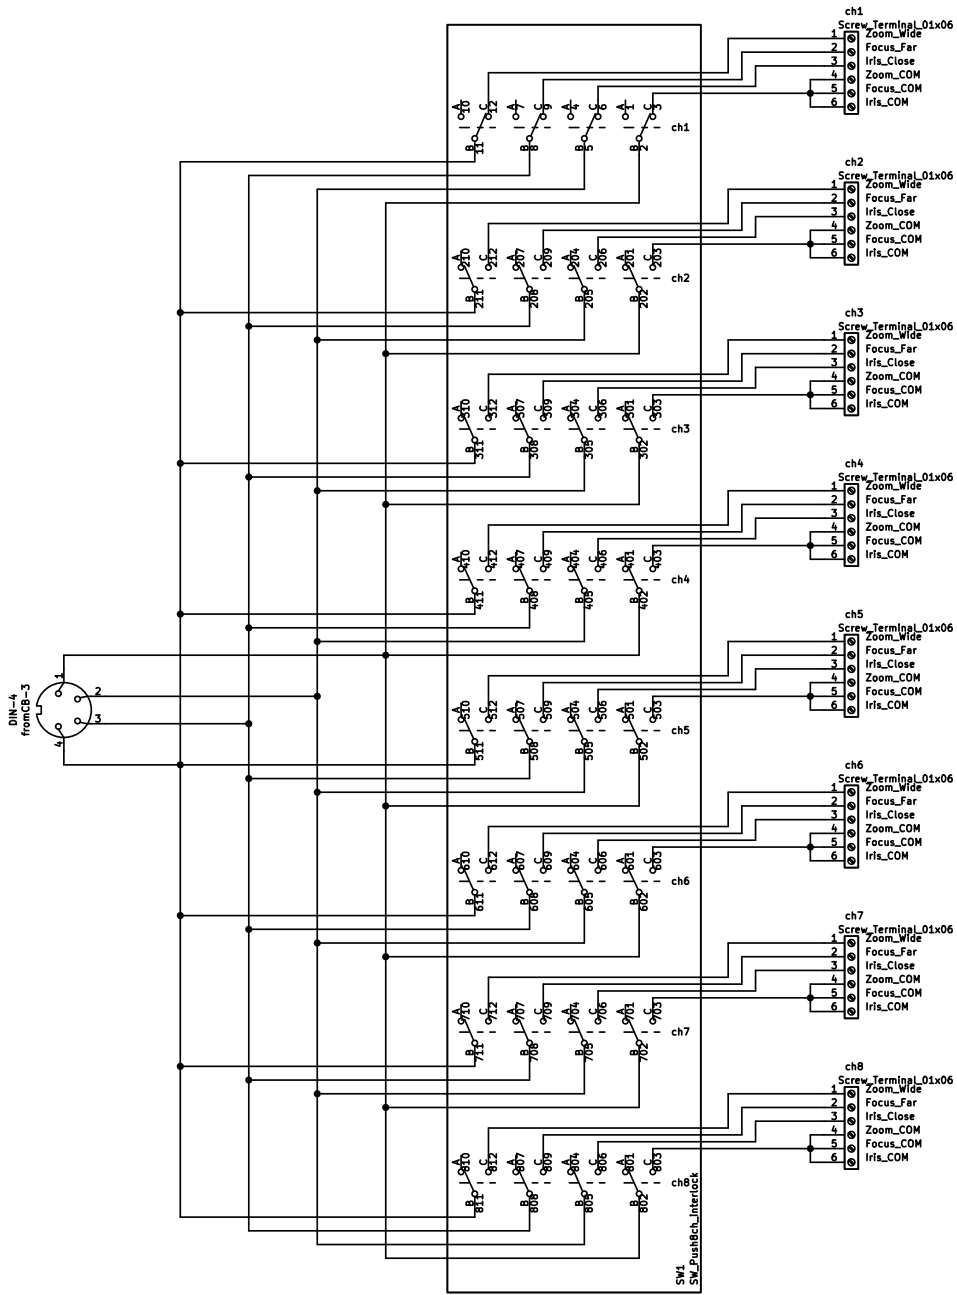 ch1
Screw_Terminal_01x06
1 Zoom_Wide
2 Focus_Far
3 Iris_Close
4 Zoom_COM
5 Focus_COM
6 Iris_COM
A 10 C 12 A 7 C 9 A 4 C 6 A 1 C 3
ch1
B 11 B 8 B 5 B 2
ch2
Screw_Terminal_01x06
1 Zoom_Wide
2 Focus_Far
3 Iris_Close
4 Zoom_COM
5 Focus_COM
6 Iris_COM
A 210 C 212 A 207 C 209 A 204 C 206 A 201 C 203
ch2
B 211 B 208 B 205 B 202
ch3
Screw_Terminal_01x06
1 Zoom_Wide
2 Focus_Far
3 Iris_Close
4 Zoom_COM
5 Focus_COM
6 Iris_COM
A 310 C 312 A 307 C 309 A 304 C 306 A 301 C 303
ch3
B 311 B 308 B 305 B 302
ch4
Screw_Terminal_01x06
1 Zoom_Wide
2 Focus_Far
3 Iris_Close
4 Zoom_COM
5 Focus_COM
6 Iris_COM
A 410 C 412 A 407 C 409 A 404 C 406 A 401 C 403
ch4
B 411 B 408 B 405 B 402
DIN-4
fromCB-3
1
2
3
4
ch5
Screw_Terminal_01x06
1 Zoom_Wide
2 Focus_Far
3 Iris_Close
4 Zoom_COM
5 Focus_COM
6 Iris_COM
A 510 C 512 A 507 C 509 A 504 C 506 A 501 C 503
ch5
B 511 B 508 B 505 B 502
ch6
Screw_Terminal_01x06
1 Zoom_Wide
2 Focus_Far
3 Iris_Close
4 Zoom_COM
5 Focus_COM
6 Iris_COM
A 610 C 612 A 607 C 609 A 604 C 606 A 601 C 603
ch6
B 611 B 608 B 605 B 602
ch7
Screw_Terminal_01x06
1 Zoom_Wide
2 Focus_Far
3 Iris_Close
4 Zoom_COM
5 Focus_COM
6 Iris_COM
A 710 C 712 A 707 C 709 A 704 C 706 A 701 C 703
ch7
B 711 B 708 B 705 B 702
ch8
Screw_Terminal_01x06
1 Zoom_Wide
2 Focus_Far
3 Iris_Close
4 Zoom_COM
5 Focus_COM
6 Iris_COM
A 810 C 812 A 807 C 809 A 804 C 806 A 801 C 803
ch8
B 811 B 808 B 805 B 802
SW1
SW_Push8ch_Interlock